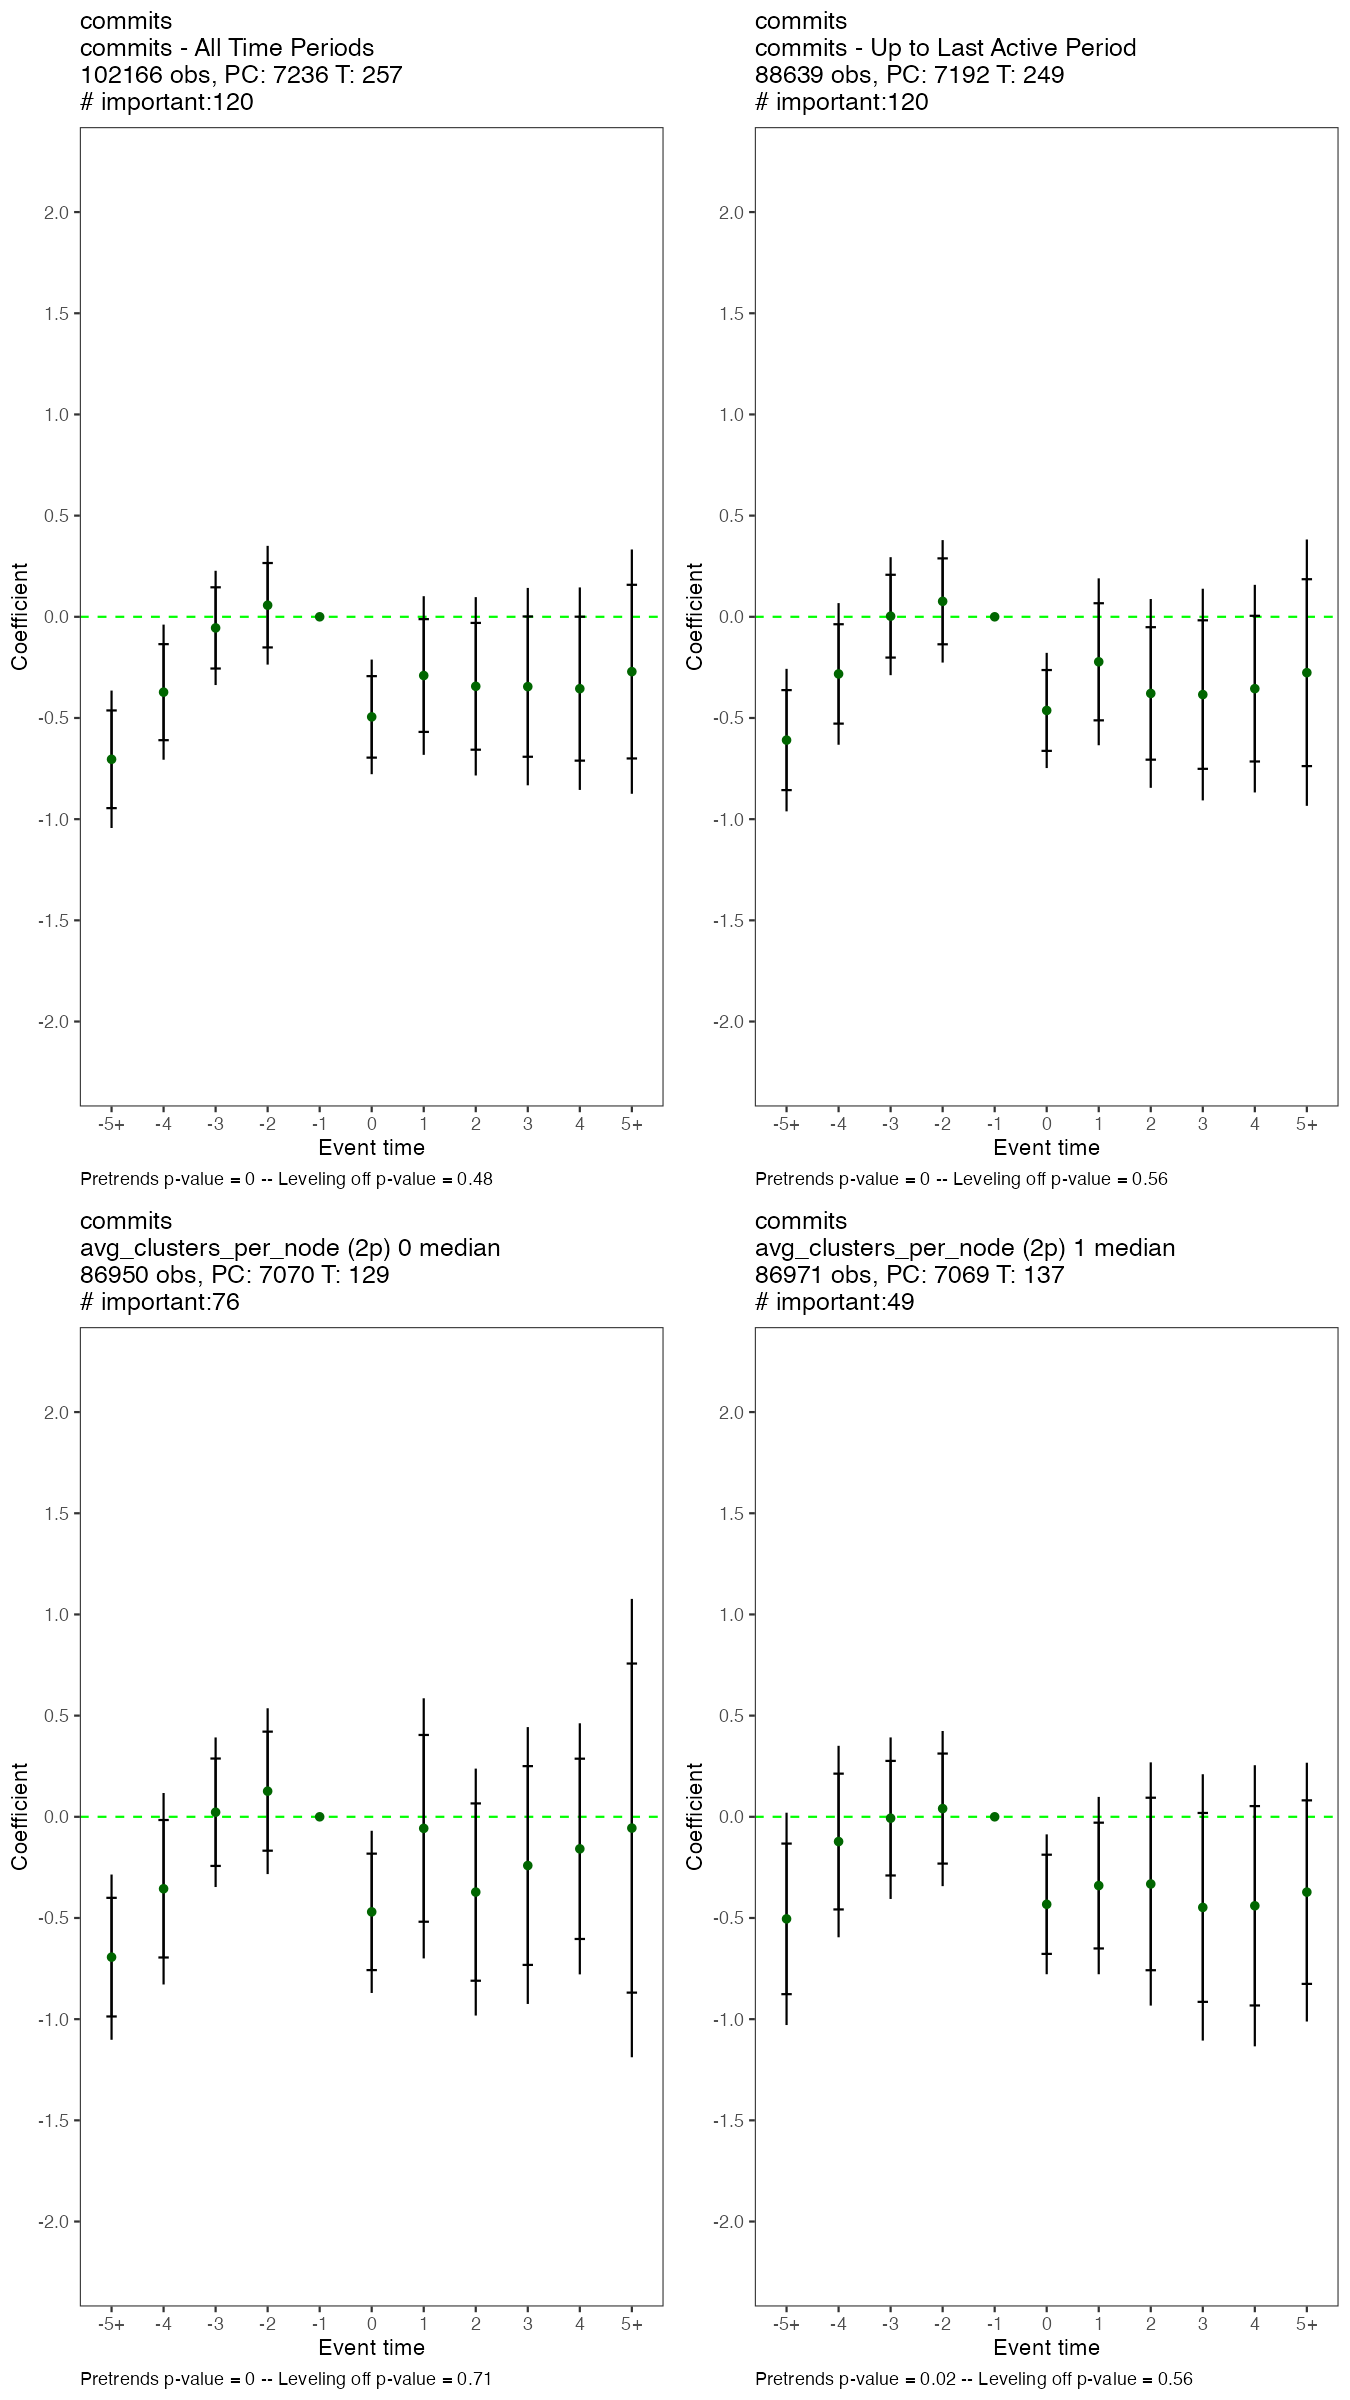 commits
commits - All Time Periods
102166 obs, PC: 7236 T: 257
# important:120
2.0
1.5
1.0
0.5
0.0
-0.5
-1.0
-1.5
-2.0
Coefficient
-5+ -4 -3 -2 -1 0 1 2 3 4 5+
Event time
Pretrends p-value = 0 -- Leveling off p-value = 0.48
commits
commits - Up to Last Active Period
88639 obs, PC: 7192 T: 249
# important:120
2.0
1.5
1.0
0.5
0.0
-0.5
-1.0
-1.5
-2.0
Coefficient
-5+ -4 -3 -2 -1 0 1 2 3 4 5+
Event time
Pretrends p-value = 0 -- Leveling off p-value = 0.56
commits
avg_clusters_per_node (2p) 0 median
86950 obs, PC: 7070 T: 129
# important:76
2.0
1.5
1.0
0.5
0.0
-0.5
-1.0
-1.5
-2.0
Coefficient
-5+ -4 -3 -2 -1 0 1 2 3 4 5+
Event time
Pretrends p-value = 0 -- Leveling off p-value = 0.71
commits
avg_clusters_per_node (2p) 1 median
86971 obs, PC: 7069 T: 137
# important:49
2.0
1.5
1.0
0.5
0.0
-0.5
-1.0
-1.5
-2.0
Coefficient
-5+ -4 -3 -2 -1 0 1 2 3 4 5+
Event time
Pretrends p-value = 0.02 -- Leveling off p-value = 0.56